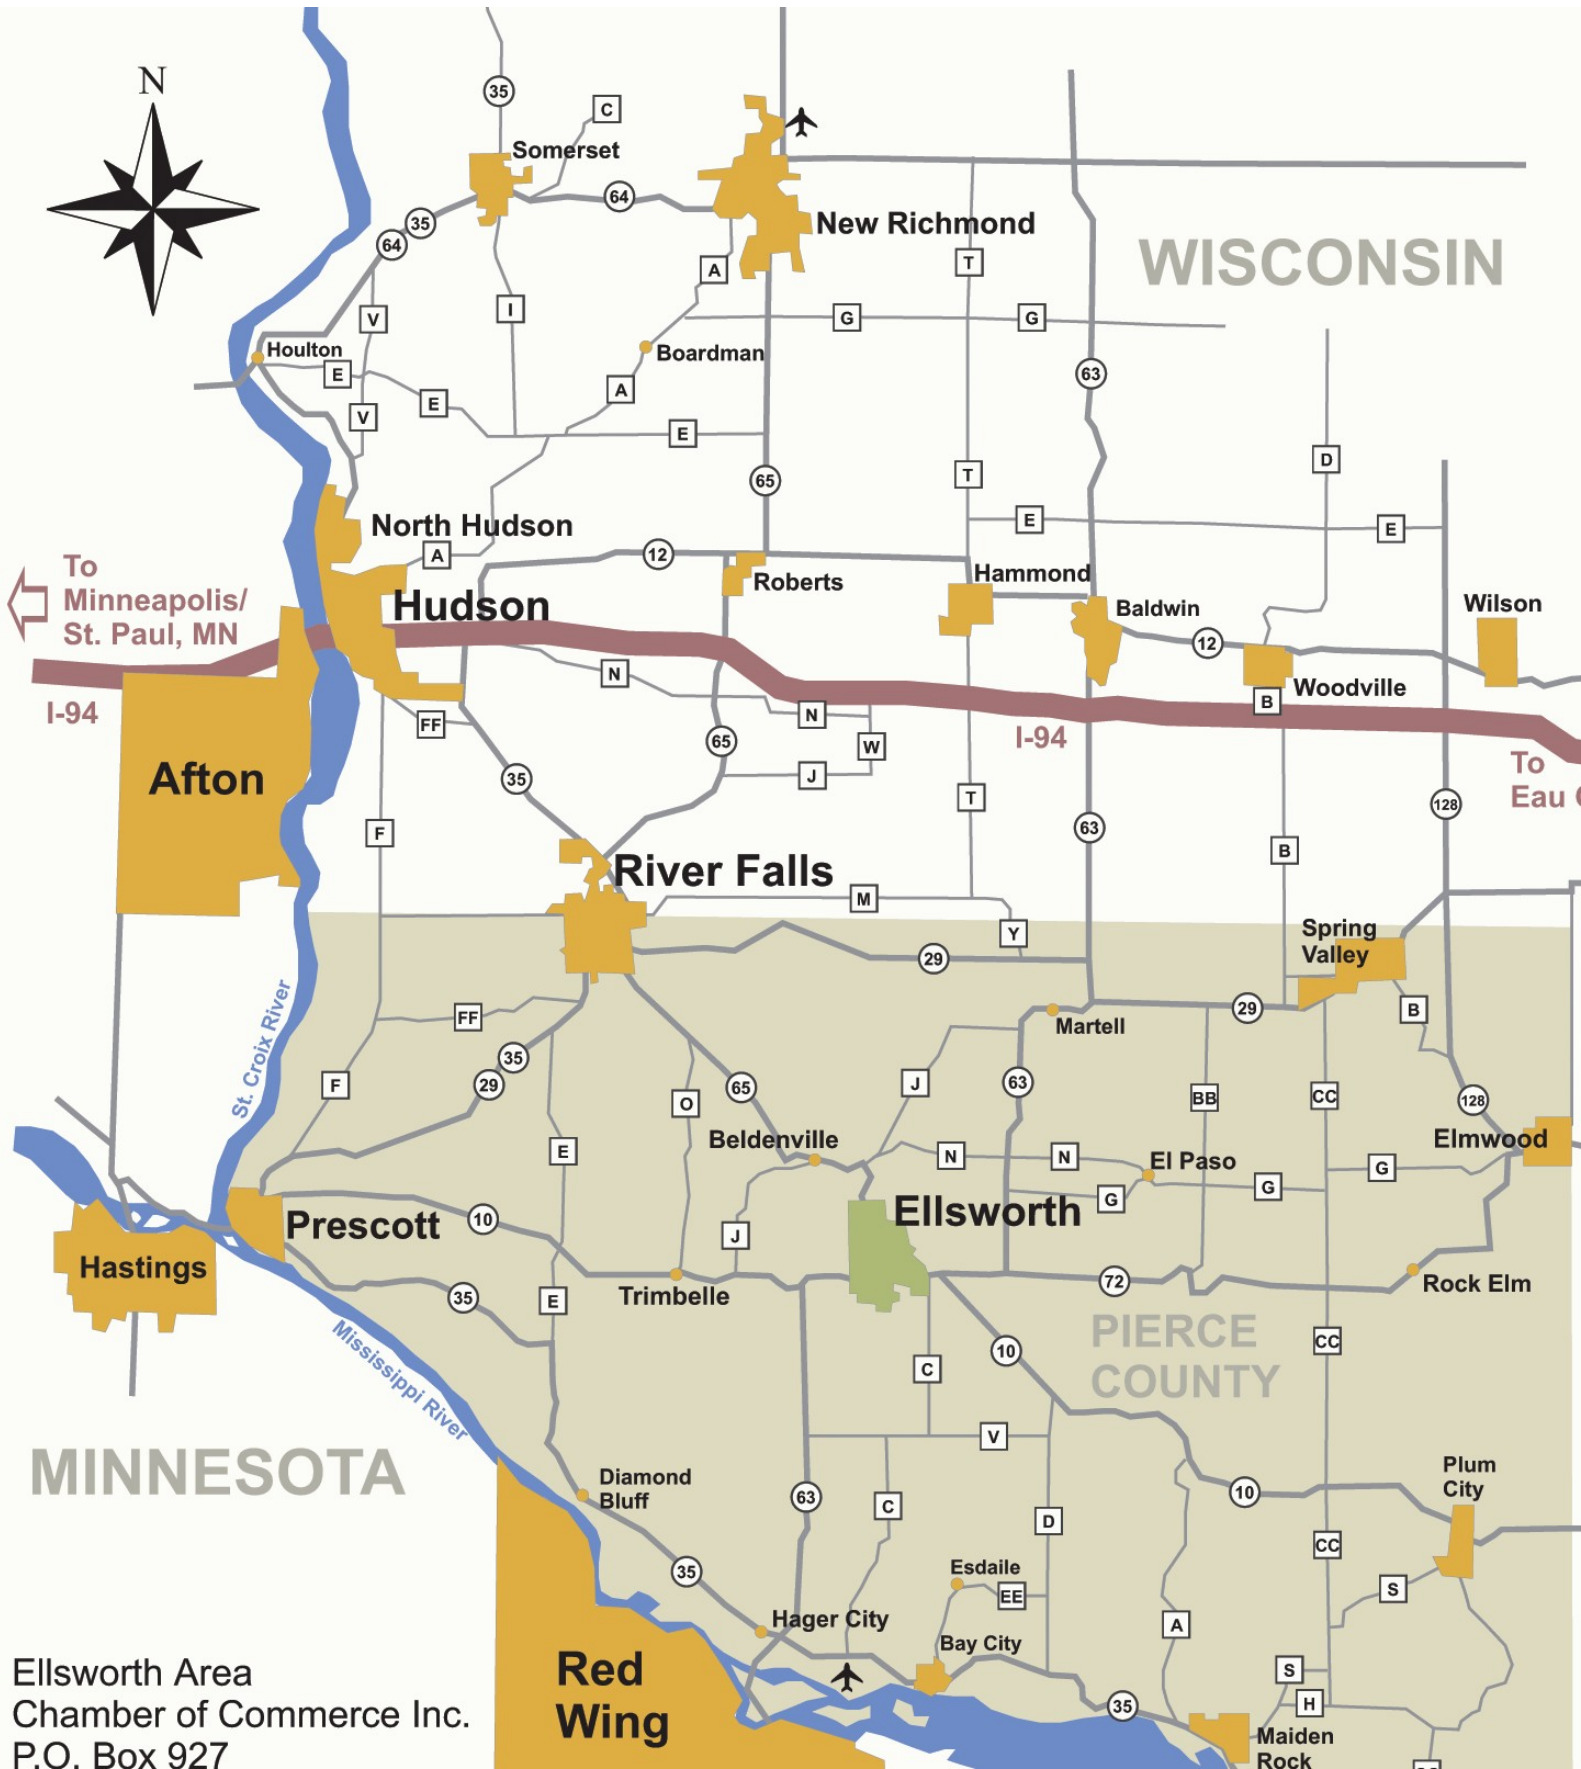 N
35
C
Somerset
64
35
64
New Richmond
WISCONSIN
A
T
V
I
G
G
Houlton
Boardman
E
63
A
E
V
E
D
65
T
North Hudson
E
E
A
12
To
Minneapolis/
St. Paul, MN
Roberts
Hammond
Hudson
Baldwin
Wilson
12
N
Woodville
B
I-94
FF
N
I-94
65
W
Afton
35
J
To
Eau
T
128
F
63
B
River Falls
M
Spring
Valley
Y
29
St. Croix River
FF
29
B
Martell
35
29
F
65
J
63
O
BB
CC
128
Beldenville
Elmwood
E
N
N
El Paso
G
G
G
Prescott
10
Ellsworth
J
Hastings
Trimbelle
72
Rock Elm
35
E
Mississippi River
PIERCE
COUNTY
10
CC
C
V
MINNESOTA
Diamond
Bluff
Plum
City
63
C
10
D
CC
35
Esdaile
EE
S
Hager City
A
Bay City
Red
Wing
S
H
35
Maiden
Rock
Ellsworth Area
Chamber of Commerce Inc.
P.O. Box 927